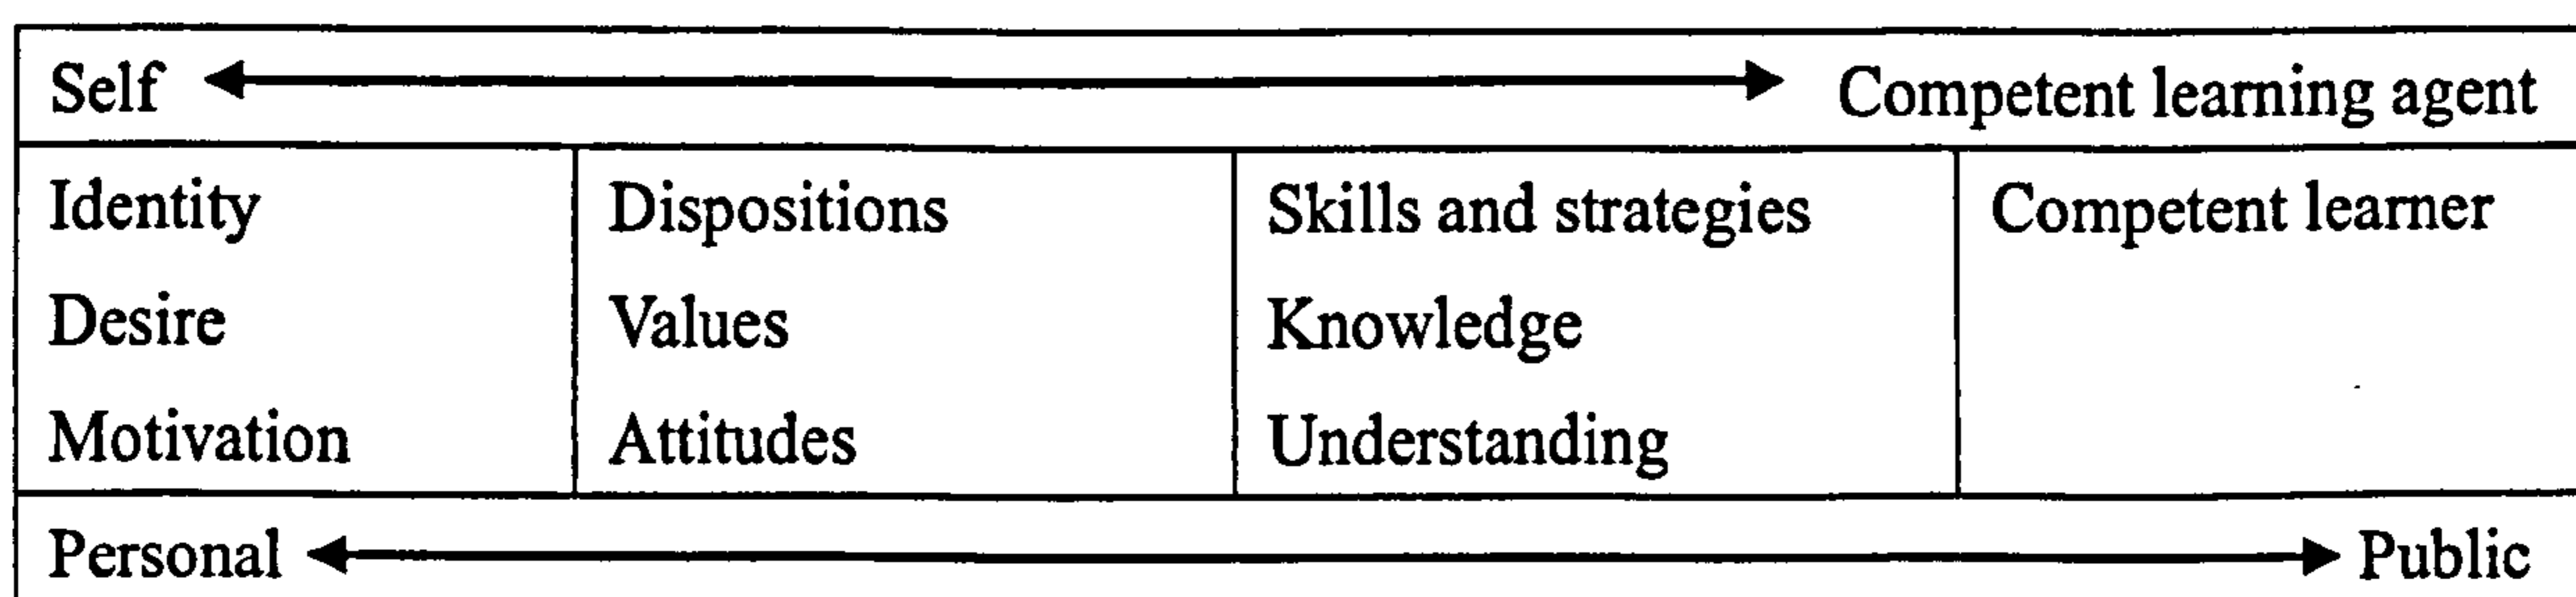 Self Competent learning agent
Identity Dispositions Skills and strategies Competent learner
Desire Values Knowledge
Motivation Attitudes Understanding
Personal Public